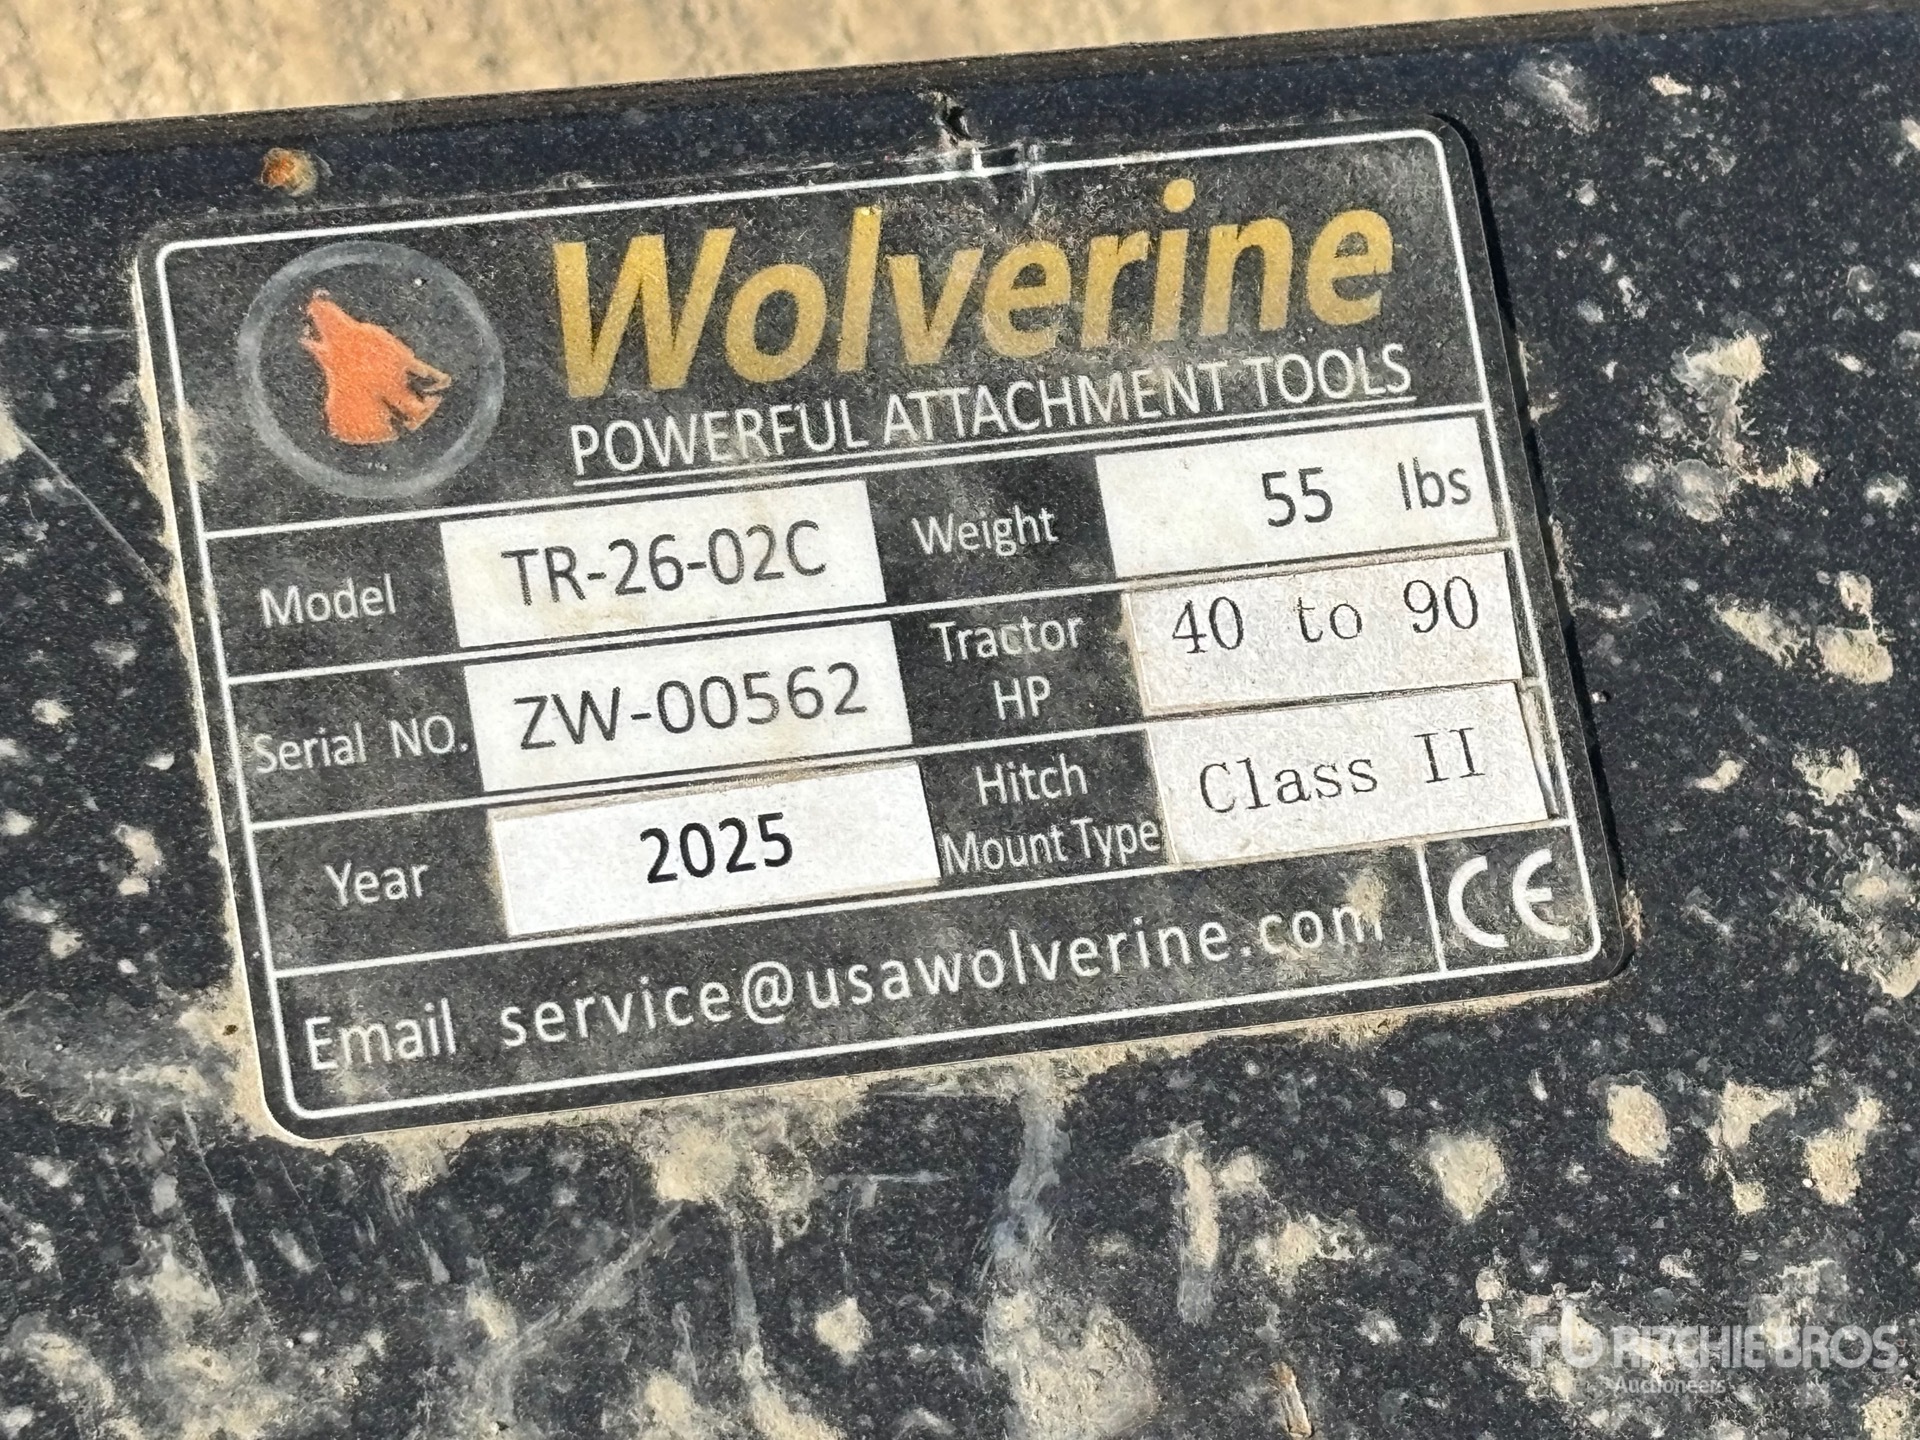 Wolverine
POWERFUL ATTACHMENT TOOLS
Model TR-26-02C Weight 55 lbs
Serial NO. ZW-00562 Tractor HP 40 to 90
Year 2025 Hitch Mount Type Class II
Email service@usawolverine.com CE
RITCHIE BROS.
Auctioneers